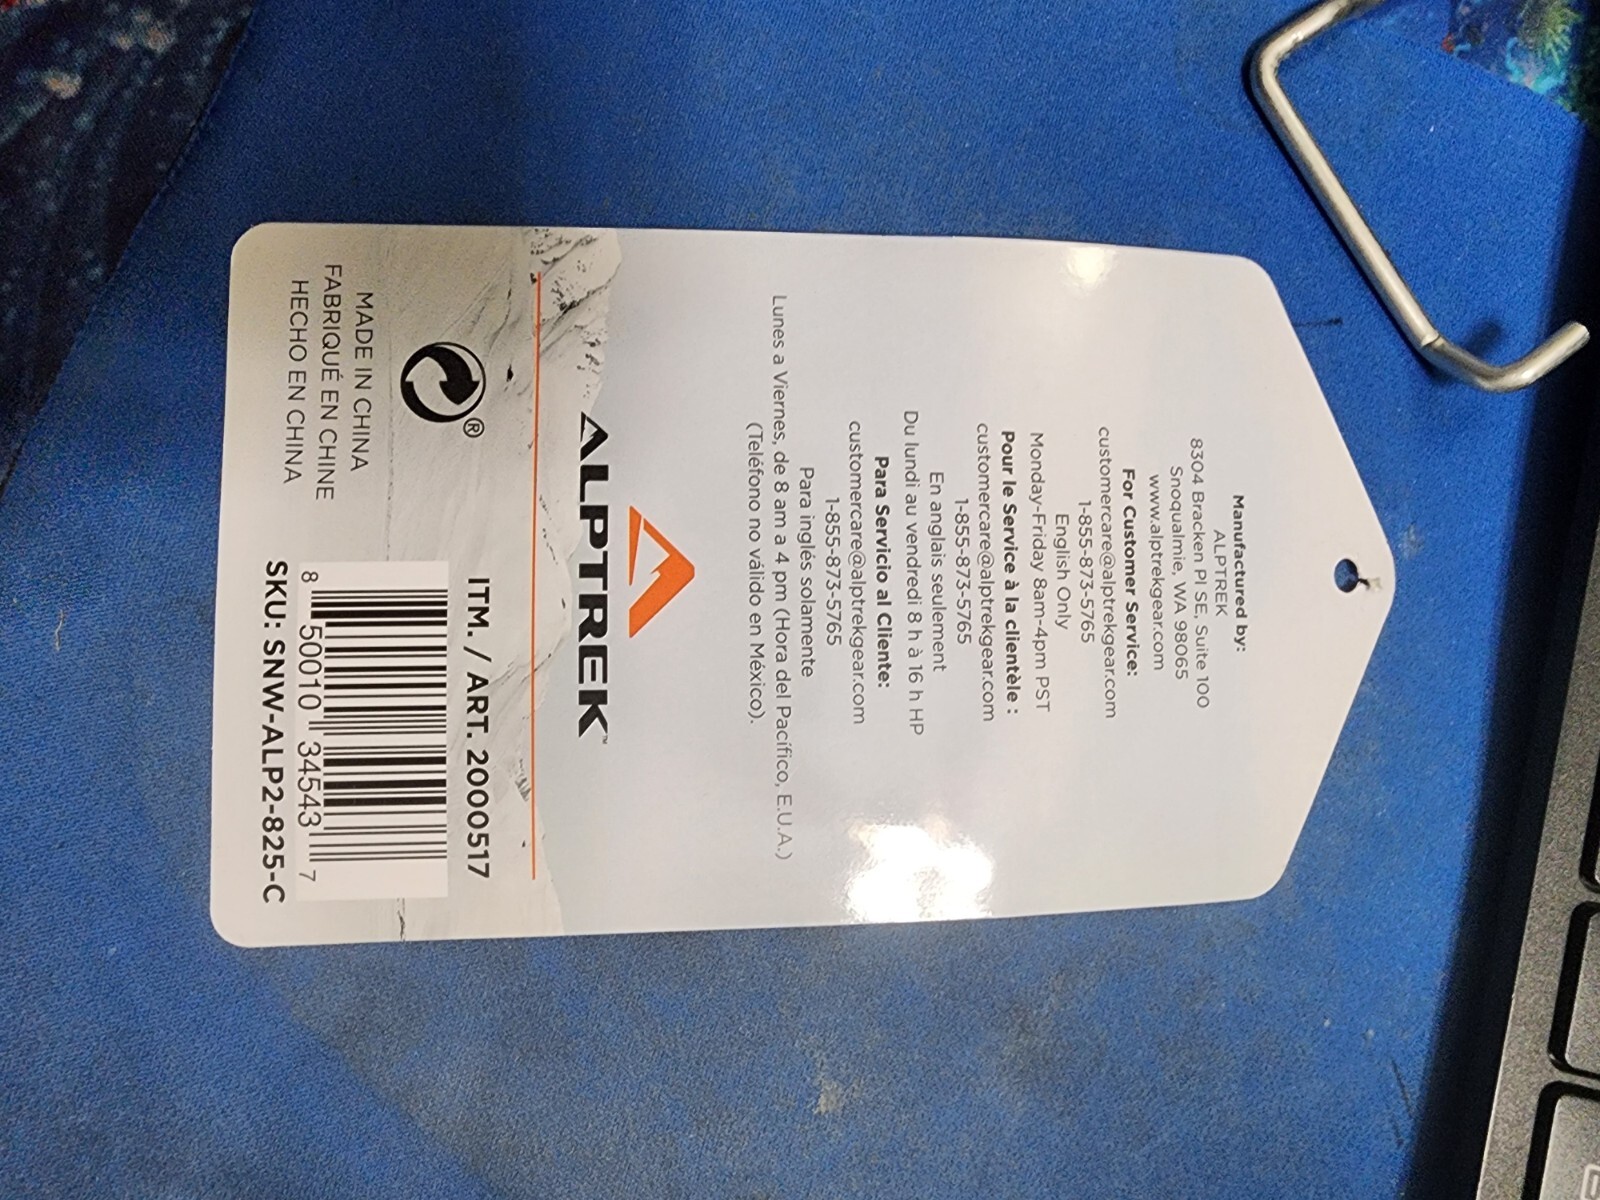 Manufactured by:
ALPTREK
8304 Bracken Pl SE, Suite 100
Snoqualmie, WA 98065
www.alptrekgear.com
For Customer Service:
customercare@alptrekgear.com
1-855-873-5765
English Only
Monday-Friday 8am-4pm PST
Pour le Service à la clientèle :
customercare@alptrekgear.com
1-855-873-5765
En anglais seulement
Du lundi au vendredi 8 h à 16 h HP
Para Servicio al Cliente:
customercare@alptrekgear.com
1-855-873-5765
Para inglés solamente
Lunes a Viernes, de 8 am a 4 pm (Hora del Pacífico, E.U.A.)
(Teléfono no válido en México).
ALPTREK™
®
MADE IN CHINA
FABRIQUÉ EN CHINE
HECHO EN CHINA
ITM. / ART. 2000517
8 50010 34543 7
SKU: SNW-ALP2-825-C